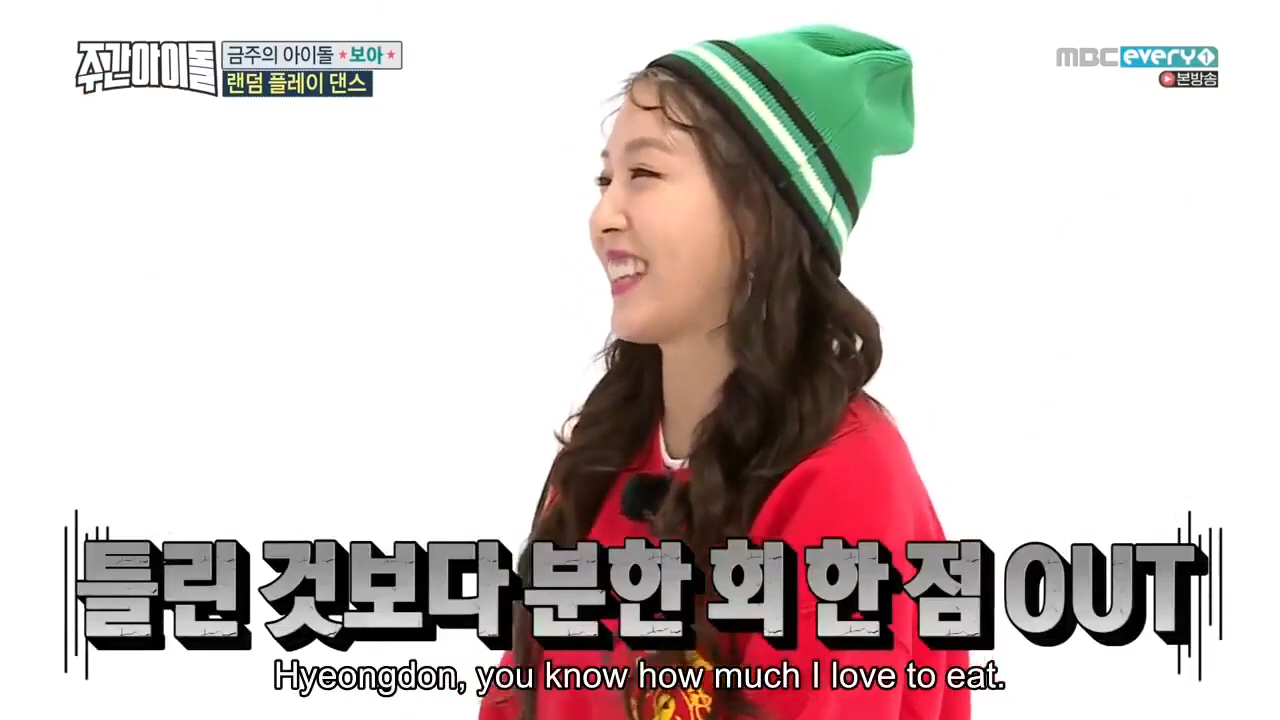 주간아이돌
금주의 아이돌 ★보아★
랜덤 플레이 댄스
MBC every1
본방송
틀린 것보다 분한 회 한 점 OUT
Hyeongdon, you know how much I love to eat.